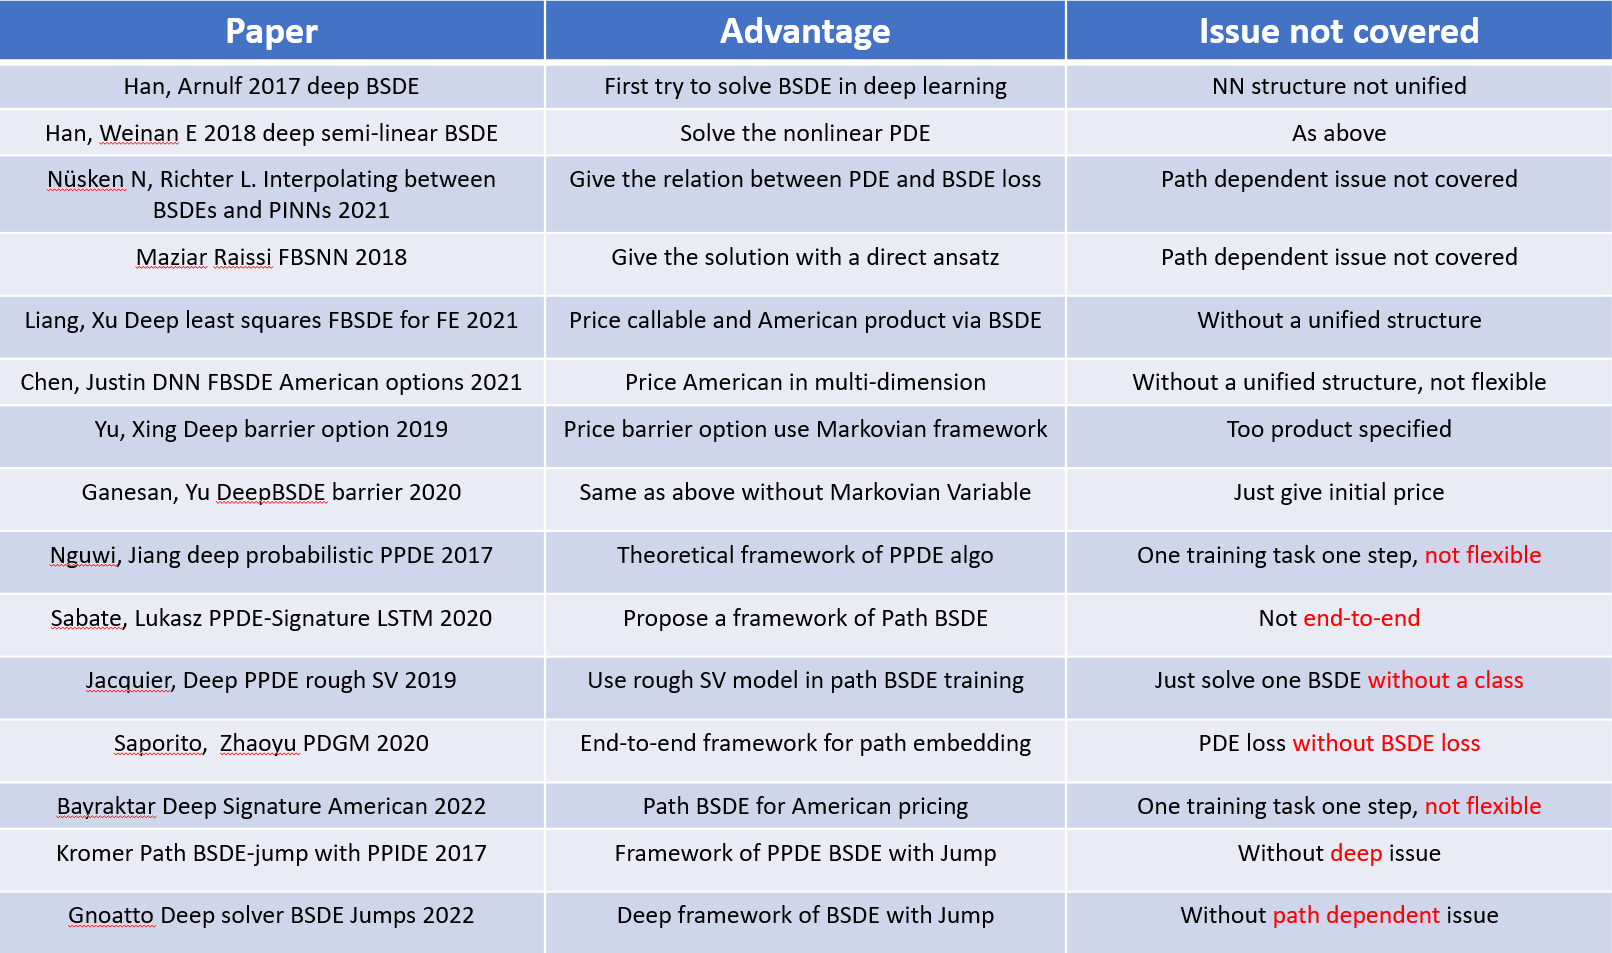 Paper Advantage Issue not covered
Han, Arnulf 2017 deep BSDE First try to solve BSDE in deep learning NN structure not unified
Han, Weinan E 2018 deep semi-linear BSDE Solve the nonlinear PDE As above
Nüsken N, Richter L. Interpolating between Give the relation between PDE and BSDE loss Path dependent issue not covered
BSDEs and PINNs 2021
Maziar Raissi FBSNN 2018 Give the solution with a direct ansatz Path dependent issue not covered
Liang, Xu Deep least squares FBSDE for FE 2021 Price callable and American product via BSDE Without a unified structure
Chen, Justin DNN FBSDE American options 2021 Price American in multi-dimension Without a unified structure, not flexible
Yu, Xing Deep barrier option 2019 Price barrier option use Markovian framework Too product specified
Ganesan, Yu DeepBSDE barrier 2020 Same as above without Markovian Variable Just give initial price
Nguwi, Jiang deep probabilistic PPDE 2017 Theoretical framework of PPDE algo One training task one step, not flexible
Sabate, Lukasz PPDE-Signature LSTM 2020 Propose a framework of Path BSDE Not end-to-end
Jacquier, Deep PPDE rough SV 2019 Use rough SV model in path BSDE training Just solve one BSDE without a class
Saporito, Zhaoyu PDGM 2020 End-to-end framework for path embedding PDE loss without BSDE loss
Bayraktar Deep Signature American 2022 Path BSDE for American pricing One training task one step, not flexible
Kromer Path BSDE-jump with PPIDE 2017 Framework of PPDE BSDE with Jump Without deep issue
Gnoatto Deep solver BSDE Jumps 2022 Deep framework of BSDE with Jump Without path dependent issue